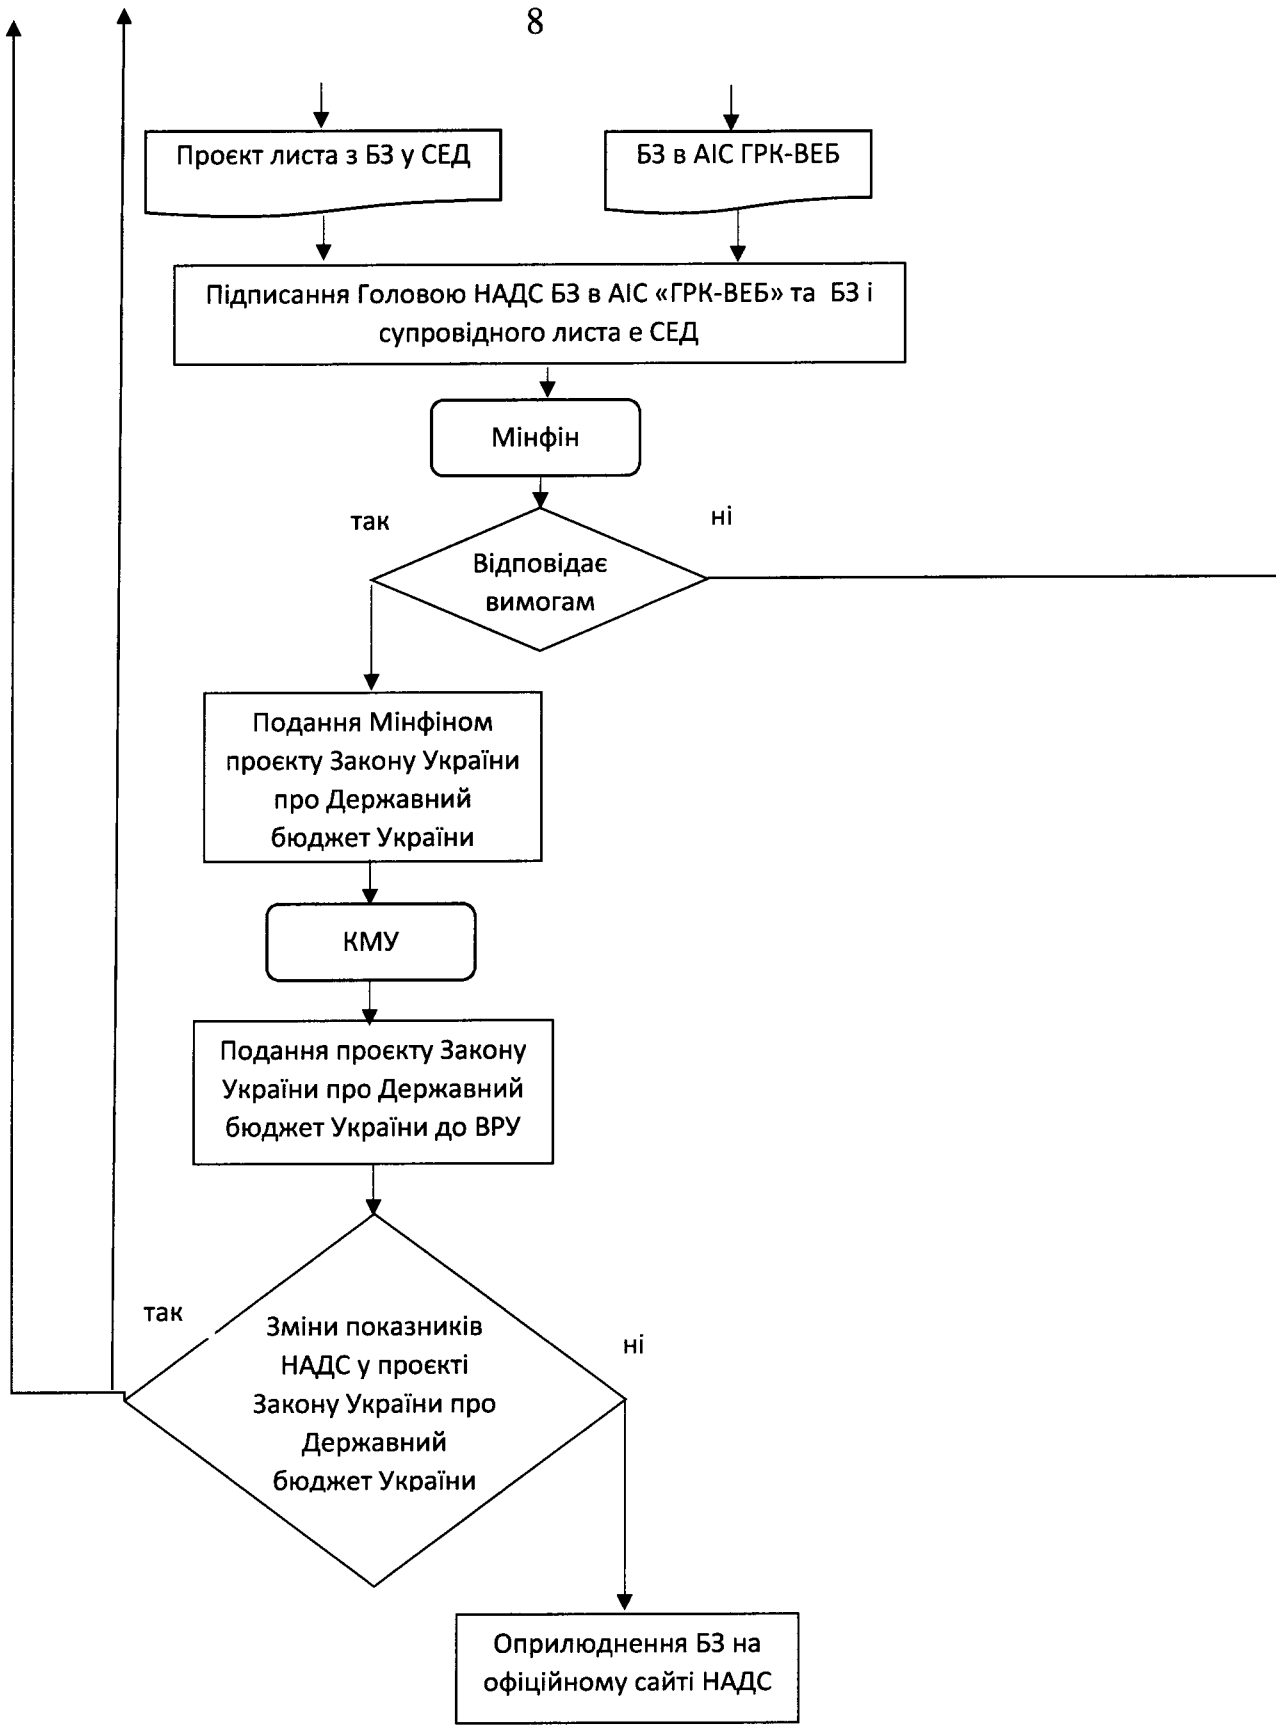 8
Проєкт листа з БЗ у СЕД
БЗ в АІС ГРК-ВЕБ
Підписання Головою НАДС БЗ в АІС «ГРК-ВЕБ» та БЗ і
супровідного листа е СЕД
Мінфін
так
ні
Відповідає
вимогам
Подання Мінфіном
проєкту Закону України
про Державний
бюджет України
КМУ
Подання проєкту Закону
України про Державний
бюджет України до ВРУ
так
ні
Зміни показників
НАДС у проєкті
Закону України про
Державний
бюджет України
Оприлюднення БЗ на
офіційному сайті НАДС